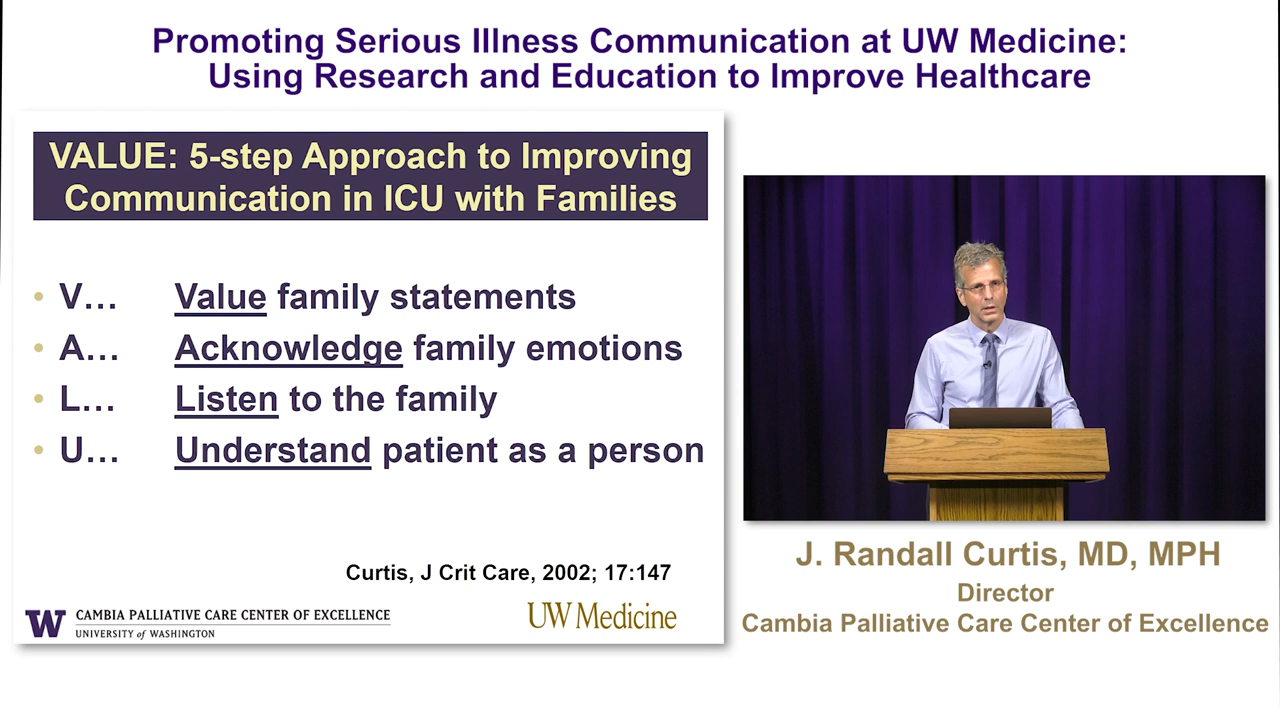 Promoting Serious Illness Communication at UW Medicine:
Using Research and Education to Improve Healthcare
VALUE: 5-step Approach to Improving
Communication in ICU with Families
• V… Value family statements
• A… Acknowledge family emotions
• L… Listen to the family
• U… Understand patient as a person
Curtis, J Crit Care, 2002; 17:147
W CAMBIA PALLIATIVE CARE CENTER OF EXCELLENCE
UNIVERSITY of WASHINGTON
UW Medicine
J. Randall Curtis, MD, MPH
Director
Cambia Palliative Care Center of Excellence